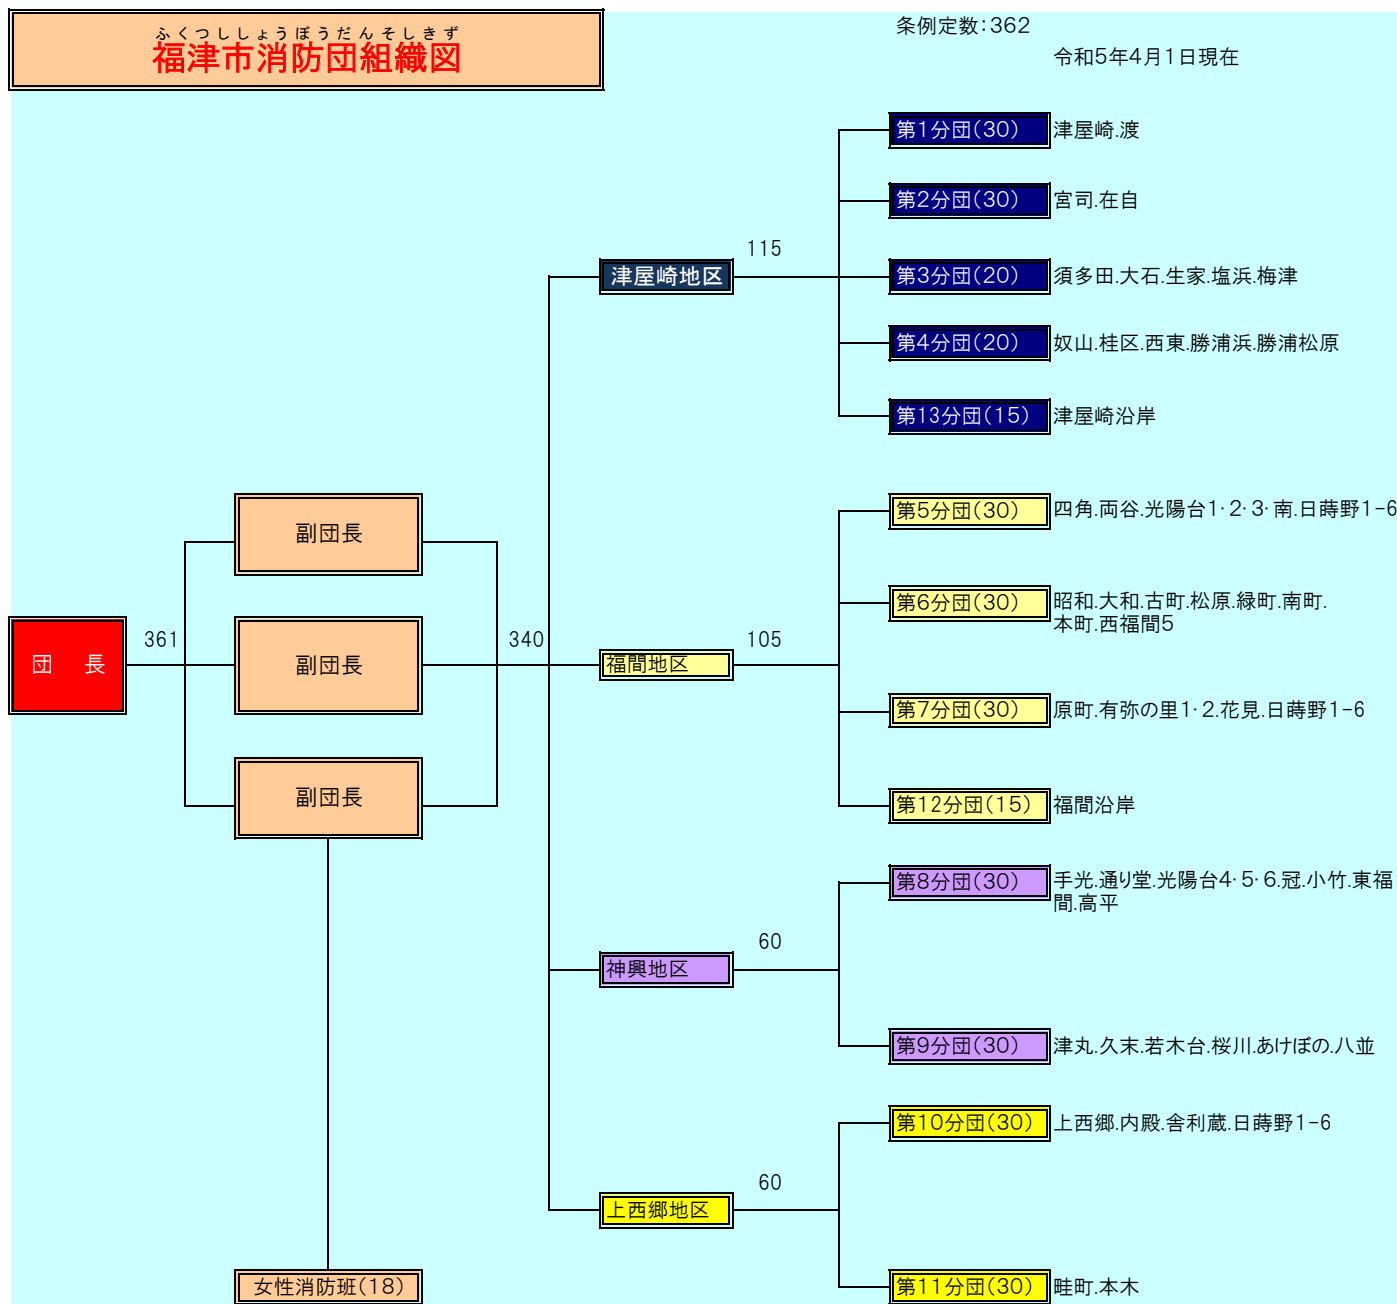 ふくつししょうぼうだんそしきず
福津市消防団組織図
条例定数：362
令和5年4月1日現在
第1分団(30)
津屋崎.渡
第2分団(30)
宮司.在自
115
津屋崎地区
第3分団(20)
須多田.大石.生家.塩浜.梅津
第4分団(20)
奴山.桂区.西東.勝浦浜.勝浦松原
第13分団(15)
津屋崎沿岸
副団長
第5分団(30)
四角.両谷.光陽台1･2･3･南.日蒔野1-6
第6分団(30)
昭和.大和.古町.松原.緑町.南町.
本町.西福間5
団 長
361
副団長
340
福間地区
105
第7分団(30)
原町.有弥の里1･2.花見.日蒔野1-6
副団長
第12分団(15)
福間沿岸
第8分団(30)
手光.通り堂.光陽台4･5･6.冠.小竹.東福
間.高平
60
神興地区
第9分団(30)
津丸.久末.若木台.桜川.あけぼの.八並
第10分団(30)
上西郷.内殿.舎利蔵.日蒔野1-6
60
上西郷地区
女性消防班(18)
第11分団(30)
畦町.本木